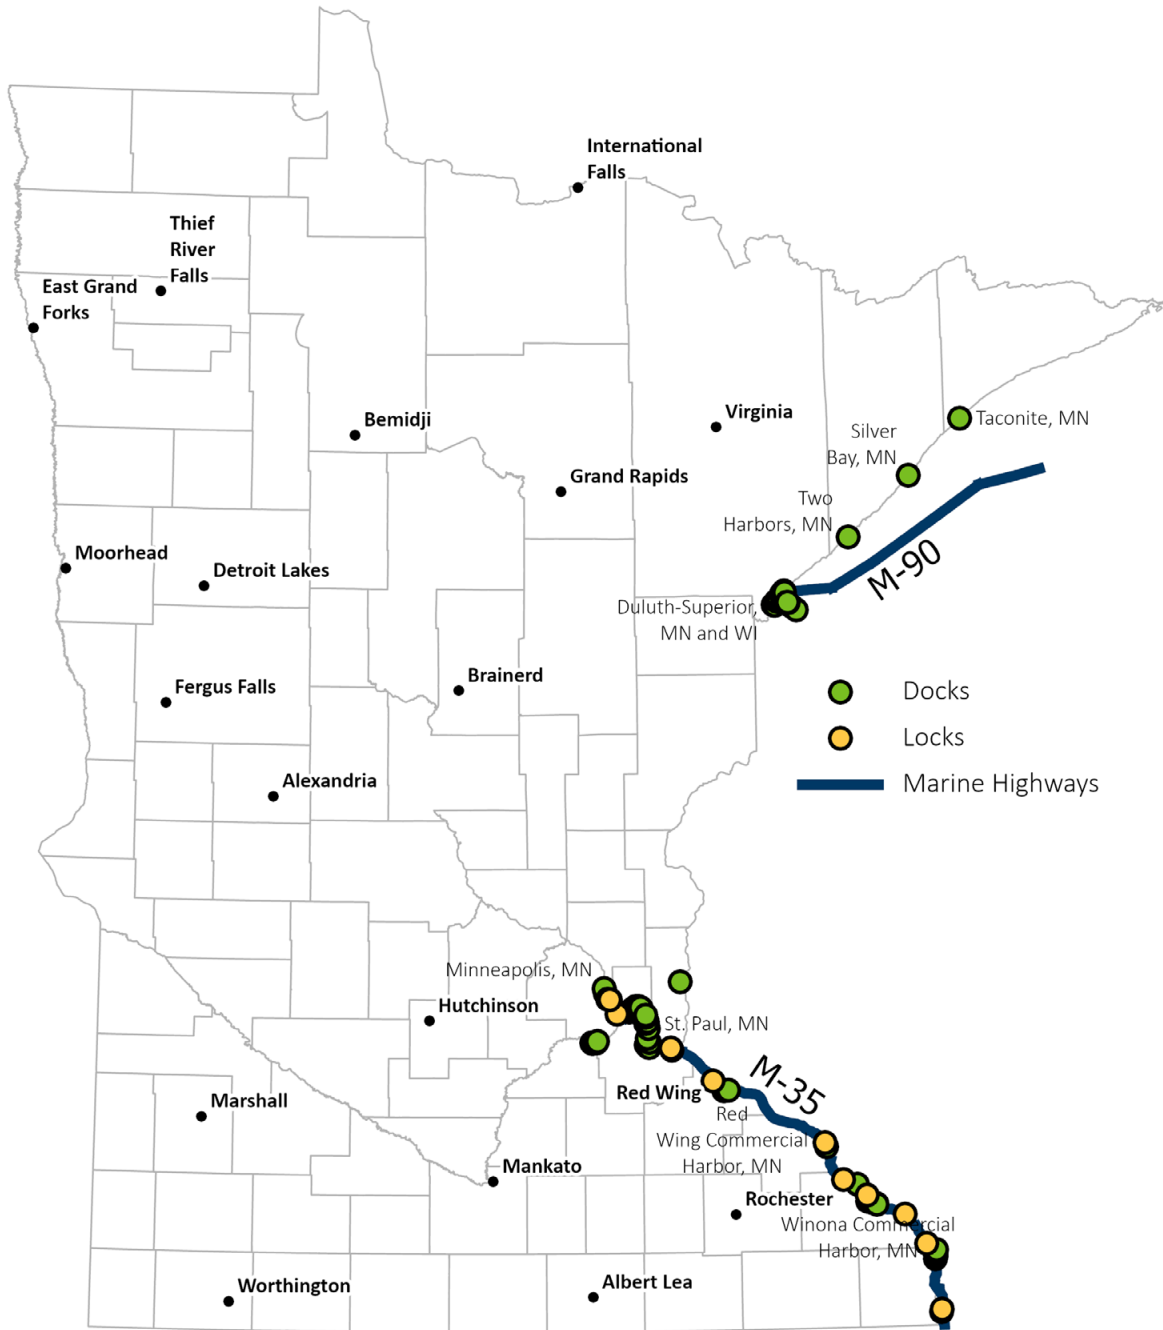 International
Falls
Thief
River
Falls
East Grand
Forks
Bemidji
Virginia
Taconite, MN
Silver
Bay, MN
Grand Rapids
Two
Harbors, MN
Moorhead
Detroit Lakes
M-90
Duluth-Superior,
MN and WI
Brainerd
Fergus Falls
Docks
Locks
Marine Highways
Alexandria
Minneapolis, MN
Hutchinson
St. Paul, MN
M-35
Red Wing
Red
Wing Commercial
Harbor, MN
Marshall
Mankato
Rochester
Winona Commercial
Harbor, MN
Worthington
Albert Lea